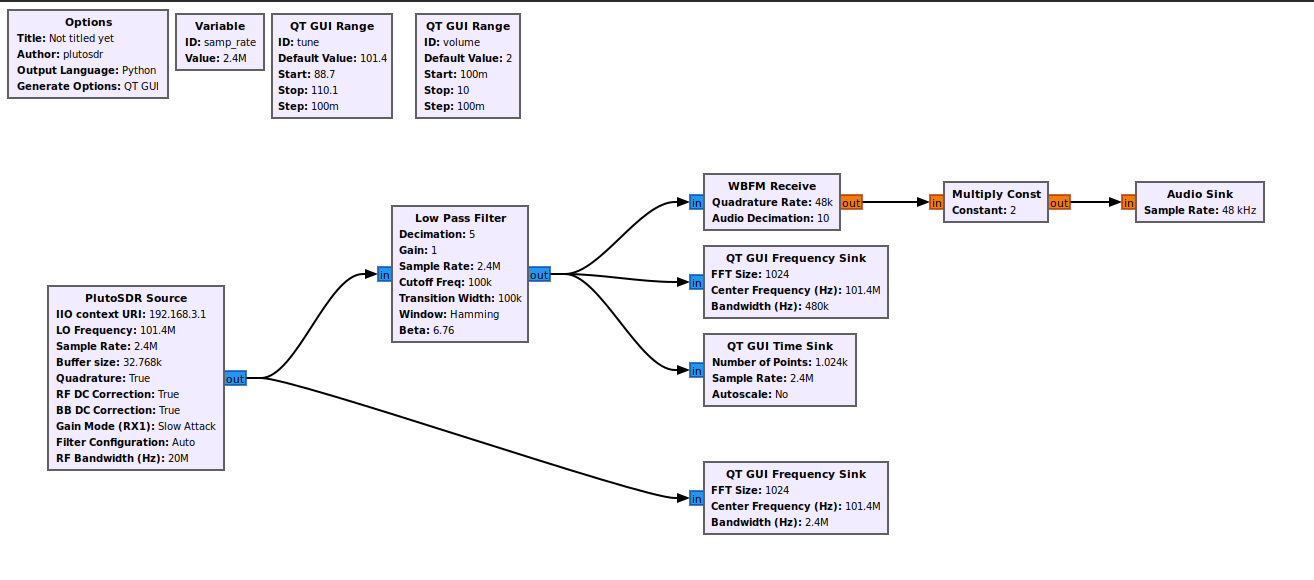 Options
Title: Not titled yet
Author: plutosdr
Output Language: Python
Generate Options: QT GUI
Variable
ID: samp_rate
Value: 2.4M
QT GUI Range
ID: tune
Default Value: 101.4
Start: 88.7
Stop: 110.1
Step: 100m
QT GUI Range
ID: volume
Default Value: 2
Start: 100m
Stop: 10
Step: 100m
PlutoSDR Source
IIO context URI: 192.168.3.1
LO Frequency: 101.4M
Sample Rate: 2.4M
Buffer size: 32.768k
Quadrature: True
RF DC Correction: True
BB DC Correction: True
Gain Mode (RX1): Slow Attack
Filter Configuration: Auto
RF Bandwidth (Hz): 20M
out
in
Low Pass Filter
Decimation: 5
Gain: 1
Sample Rate: 2.4M
Cutoff Freq: 100k
Transition Width: 100k
Window: Hamming
Beta: 6.76
out
in
WBFM Receive
Quadrature Rate: 48k
Audio Decimation: 10
out
in
Multiply Const
Constant: 2
out
in
Audio Sink
Sample Rate: 48 kHz
in
QT GUI Frequency Sink
FFT Size: 1024
Center Frequency (Hz): 101.4M
Bandwidth (Hz): 480k
in
QT GUI Time Sink
Number of Points: 1.024k
Sample Rate: 2.4M
Autoscale: No
in
QT GUI Frequency Sink
FFT Size: 1024
Center Frequency (Hz): 101.4M
Bandwidth (Hz): 2.4M